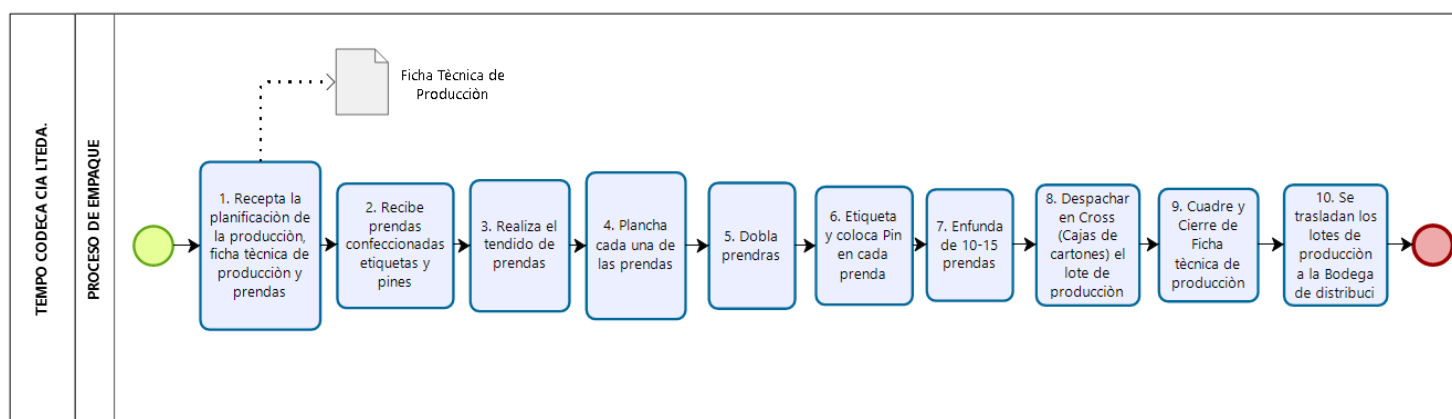 TEMPO CODECA CIA LTEDA.
PROCESO DE EMPAQUE
Ficha Tècnica de
Producciòn
1. Recepta la
planificaciòn de
la producciòn,
ficha tècnica de
producciòn y
prendas
2. Recibe
prendas
confeccionadas
etiquetas y
pines
3. Realiza el
tendido de
prendas
4. Plancha
cada una de
las prendas
5. Dobla
prendras
6. Etiqueta
y coloca Pin
en cada
prenda
7. Enfunda
de 10-15
prendas
8. Despachar
en Cross
(Cajas de
cartones) el
lote de
producciòn
9. Cuadre y
Cierre de
Ficha
tècnica de
producciòn
10. Se
trasladan los
lotes de
producciòn
a la Bodega
de distribuci